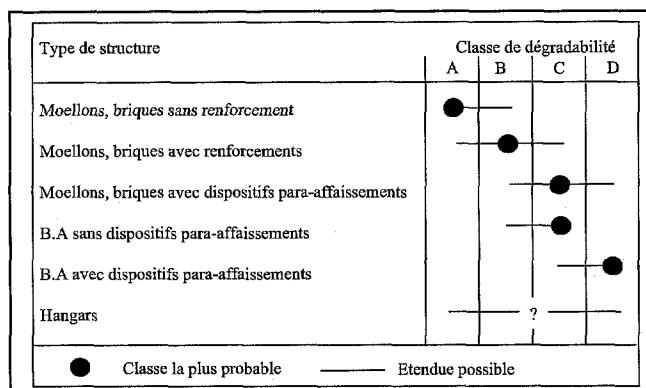 Type de structure
Classe de dégradabilité
A B C D
Moellons, briques sans renforcement
Moellons, briques avec renforcements
Moellons, briques avec dispositifs para-affaissements
B.A sans dispositifs para-affaissements
B.A avec dispositifs para-affaissements
Hangars ?
Classe la plus probable Etendue possible